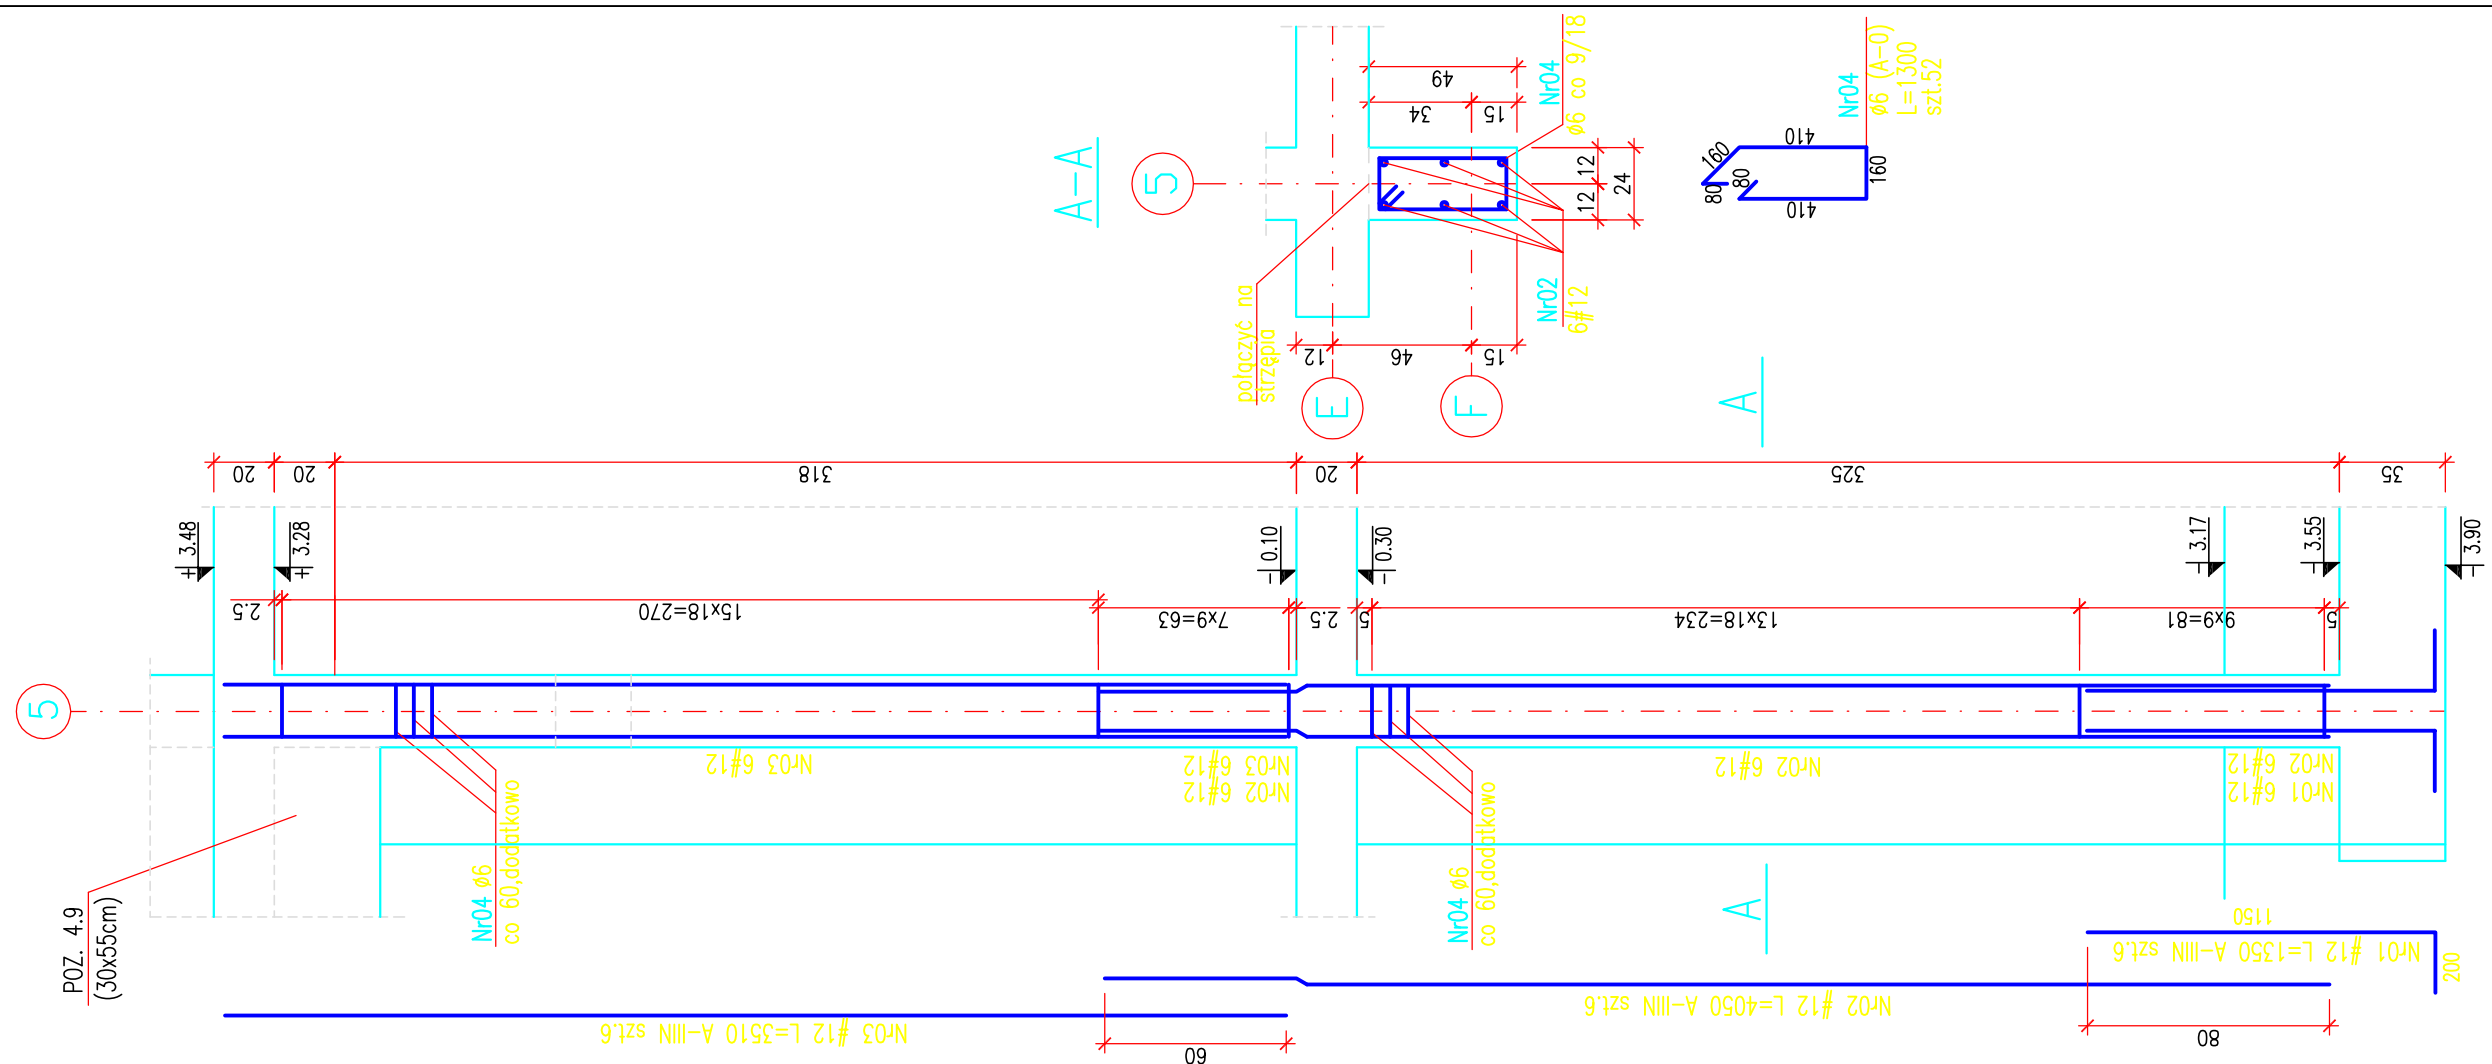 A-A
5
49
34
15
12
12
24
Nr04
ø6 co 9/18
Nr02
6#12
połączyć na
strzępia
12
46
15
E
F
Nr04
ø6 (A-0)
L=1300
szt.52
160
80
80
410
410
160
A
20
20
318
20
325
35
+ 3.48
+ 3.28
- 0.10
- 0.30
- 3.17
- 3.55
- 3.90
2.5
15x18=270
7x9=63
2.5
5
13x18=234
9x9=81
5
5
Nr03 6#12
Nr03 6#12
Nr02 6#12
Nr02 6#12
Nr02 6#12
Nr01 6#12
Nr04 ø6
co 60,dodatkowo
Nr04 ø6
co 60,dodatkowo
POZ. 4.9
(30x55cm)
A
1150
Nr01 #12 L=1350 A-IIIN szt.6
200
Nr02 #12 L=4050 A-IIIN szt.6
Nr03 #12 L=3510 A-IIIN szt.6
60
80